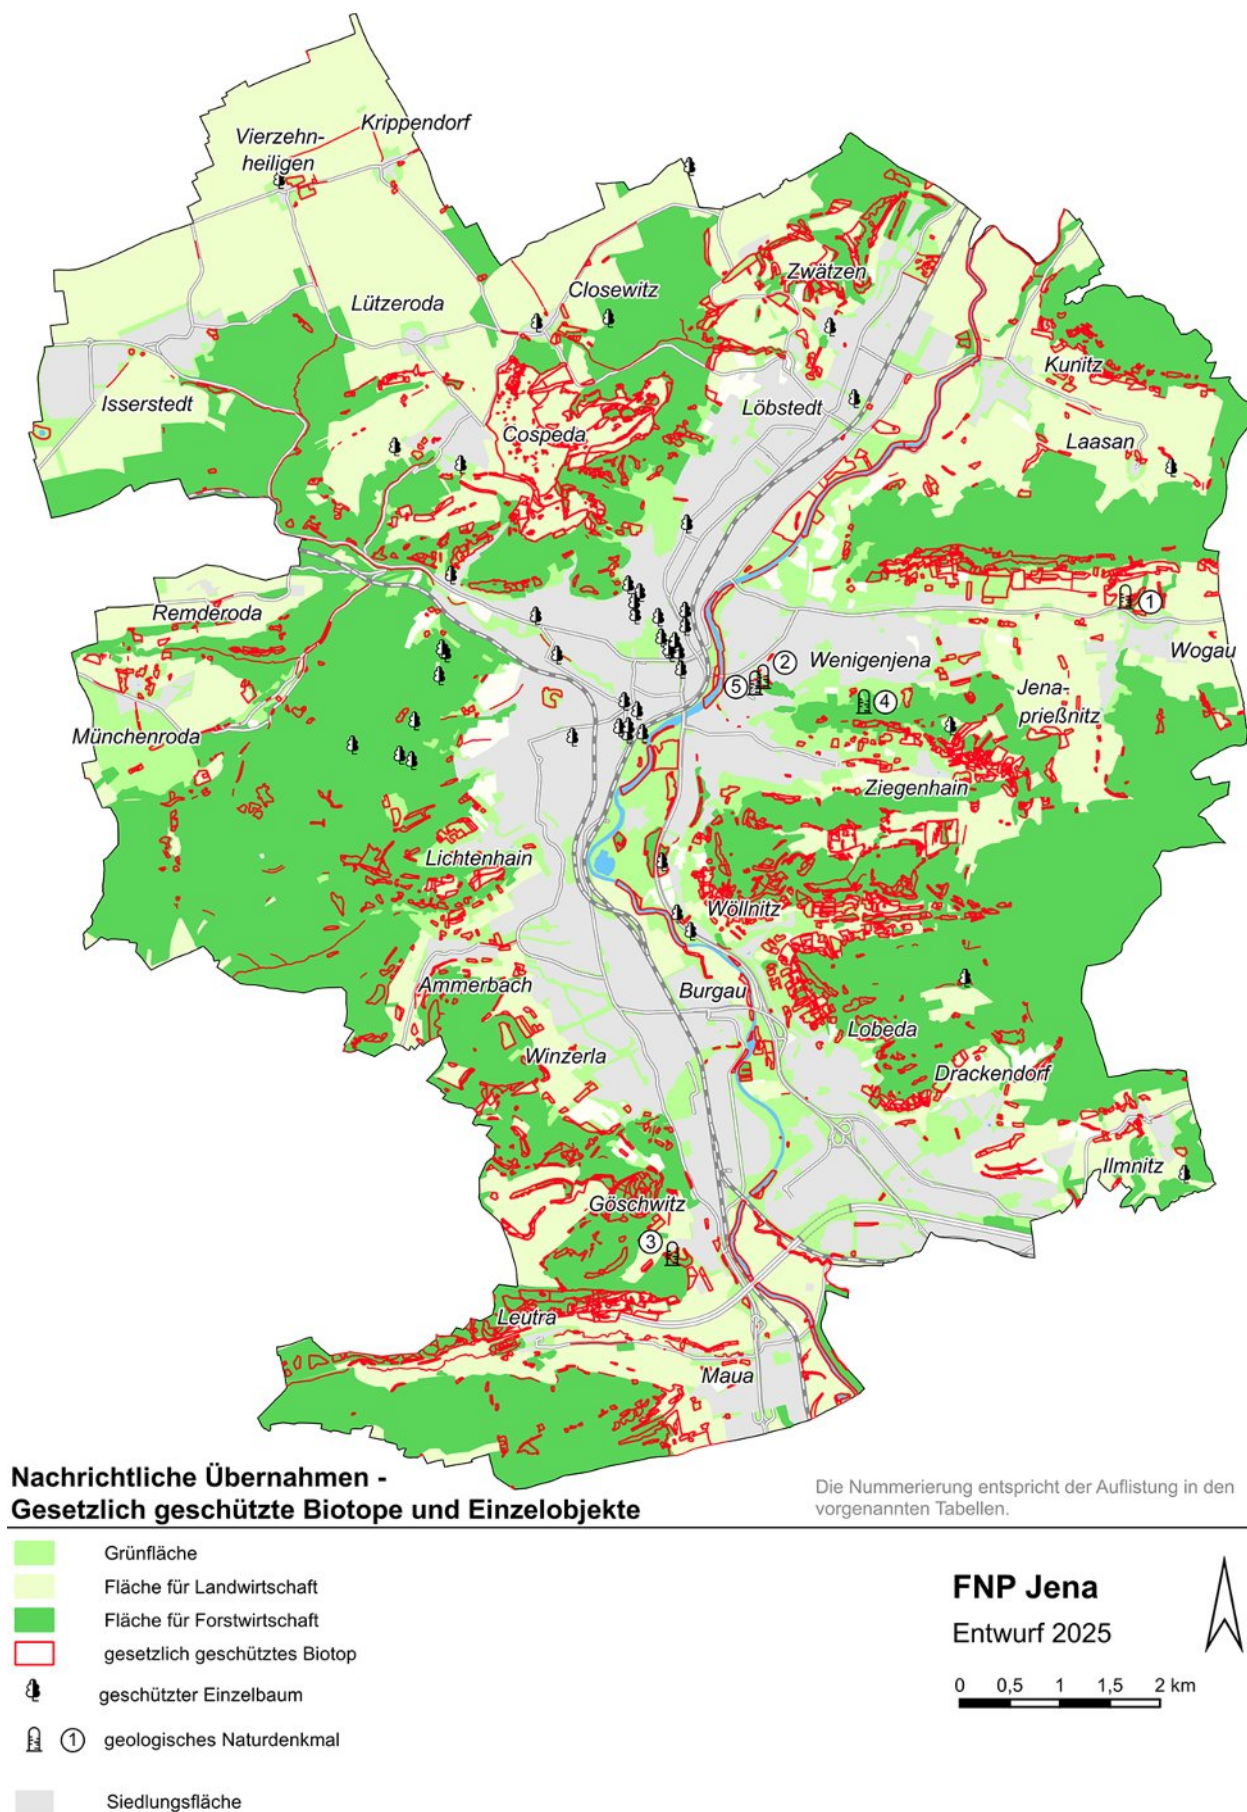 Krippendorf
Vierzehn-
heiligen
Zwätzen
Closewitz
Lützeroda
Kunitz
Isserstedt
Löbstedt
Cospeda
Laasan
1
Remderoda
Wogau
2
Wenigenjena
5
4
Jena-
prießnitz
Münchenroda
Ziegenhain
Lichtenhain
Wöllnitz
Ammerbach
Burgau
Lobeda
Winzerla
Drackendorf
Ilmnitz
Göschwitz
3
Leutra
Maua
Nachrichtliche Übernahmen -
Gesetzlich geschützte Biotope und Einzelobjekte
Die Nummerierung entspricht der Auflistung in den
vorgenannten Tabellen.
Grünfläche
Fläche für Landwirtschaft
Fläche für Forstwirtschaft
gesetzlich geschütztes Biotop
geschützter Einzelbaum
1 geologisches Naturdenkmal
Siedlungsfläche
FNP Jena
Entwurf 2025
0 0,5 1 1,5 2 km